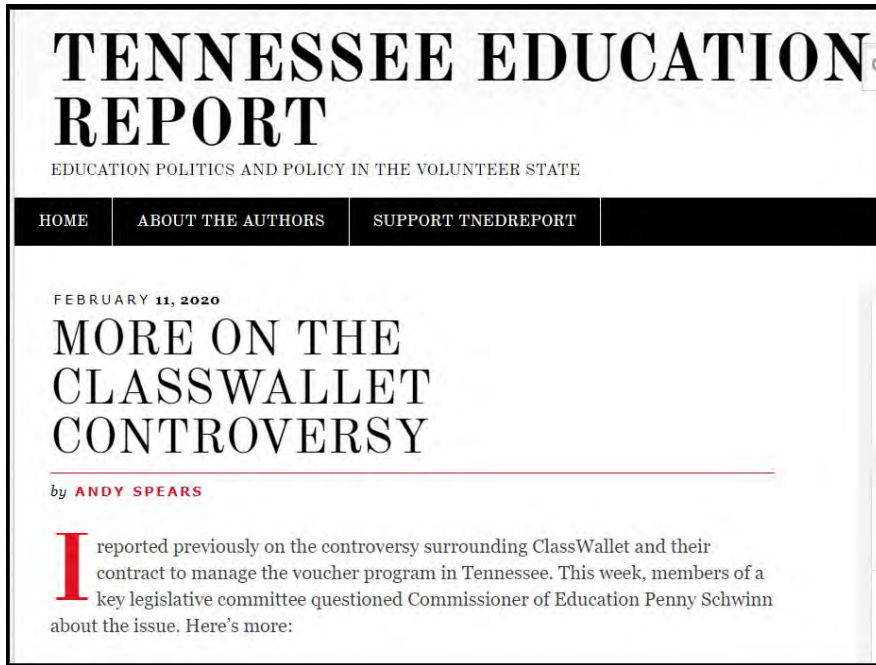 TENNESSEE EDUCATION
REPORT
EDUCATION POLITICS AND POLICY IN THE VOLUNTEER STATE
HOME ABOUT THE AUTHORS SUPPORT TNEDREPORT
FEBRUARY 11, 2020
MORE ON THE
CLASSWALLET
CONTROVERSY
by ANDY SPEARS
I reported previously on the controversy surrounding ClassWallet and their
contract to manage the voucher program in Tennessee. This week, members of a
key legislative committee questioned Commissioner of Education Penny Schwinn
about the issue. Here's more: